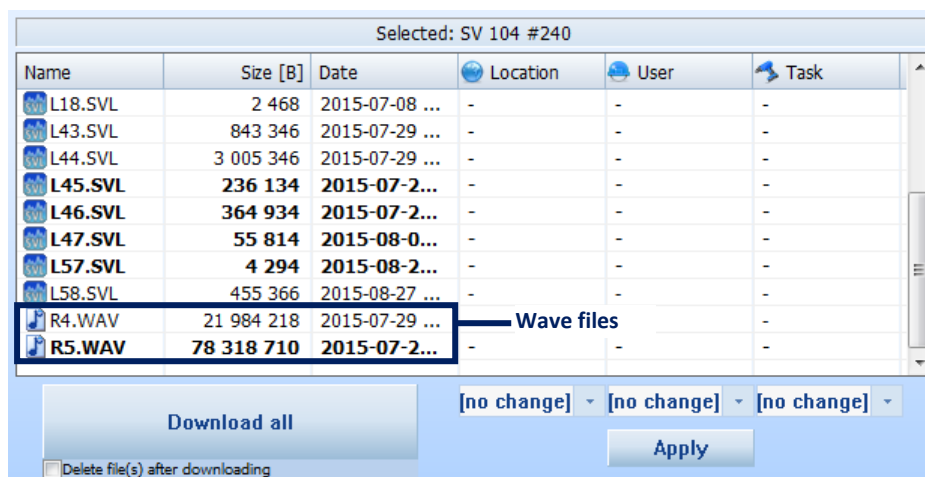 Selected: SV 104 #240
Name Size [B] Date Location User Task
L18.SVL 2 468 2015-07-08 ... - - -
L43.SVL 843 346 2015-07-29 ... - - -
L44.SVL 3 005 346 2015-07-29 ... - - -
L45.SVL 236 134 2015-07-2... - - -
L46.SVL 364 934 2015-07-2... - - -
L47.SVL 55 814 2015-08-0... - - -
L57.SVL 4 294 2015-08-2... - - -
L58.SVL 455 366 2015-08-27 ... - - -
R4.WAV 21 984 218 2015-07-29 ... Wave files -
R5.WAV 78 318 710 2015-07-2... - - -
[no change] [no change] [no change]
Download all
Apply
Delete file(s) after downloading